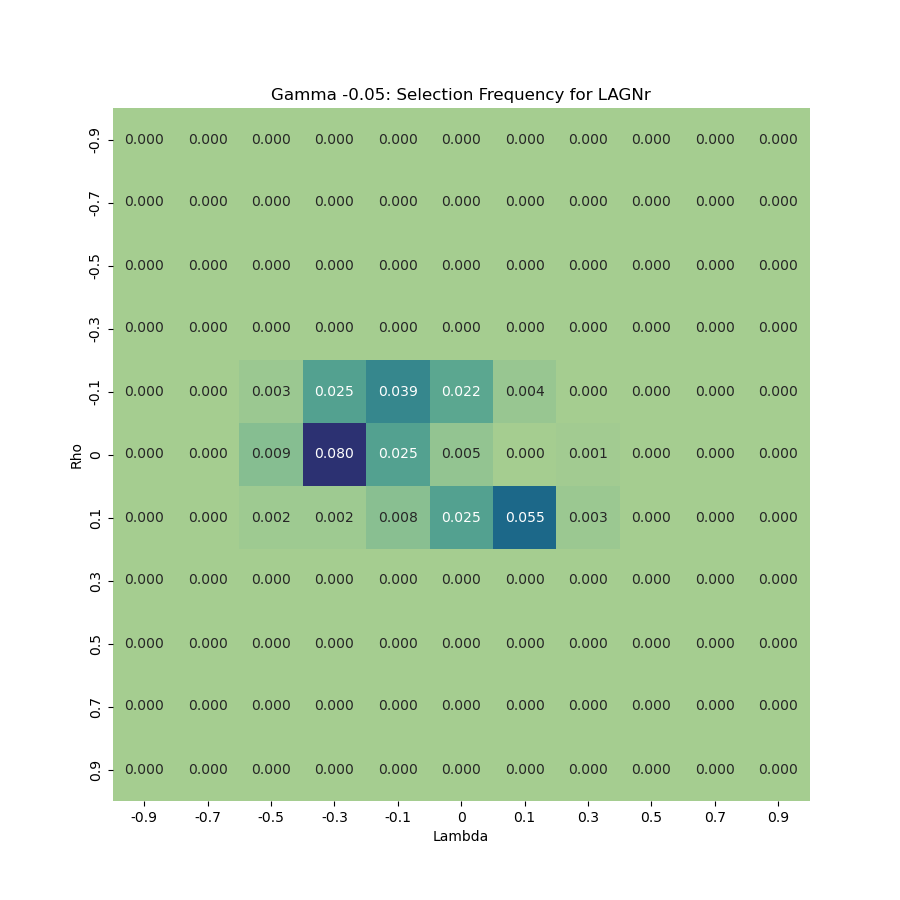 Gamma -0.05: Selection Frequency for LAGNr
-0.9 0.000 0.000 0.000 0.000 0.000 0.000 0.000 0.000 0.000 0.000 0.000
-0.7 0.000 0.000 0.000 0.000 0.000 0.000 0.000 0.000 0.000 0.000 0.000
-0.5 0.000 0.000 0.000 0.000 0.000 0.000 0.000 0.000 0.000 0.000 0.000
-0.3 0.000 0.000 0.000 0.000 0.000 0.000 0.000 0.000 0.000 0.000 0.000
-0.1 0.000 0.000 0.003 0.025 0.039 0.022 0.004 0.000 0.000 0.000 0.000
Rho
0 0.000 0.000 0.009 0.080 0.025 0.005 0.000 0.001 0.000 0.000 0.000
0.1 0.000 0.000 0.002 0.002 0.008 0.025 0.055 0.003 0.000 0.000 0.000
0.3 0.000 0.000 0.000 0.000 0.000 0.000 0.000 0.000 0.000 0.000 0.000
0.5 0.000 0.000 0.000 0.000 0.000 0.000 0.000 0.000 0.000 0.000 0.000
0.7 0.000 0.000 0.000 0.000 0.000 0.000 0.000 0.000 0.000 0.000 0.000
0.9 0.000 0.000 0.000 0.000 0.000 0.000 0.000 0.000 0.000 0.000 0.000
-0.9 -0.7 -0.5 -0.3 -0.1 0 0.1 0.3 0.5 0.7 0.9
Lambda